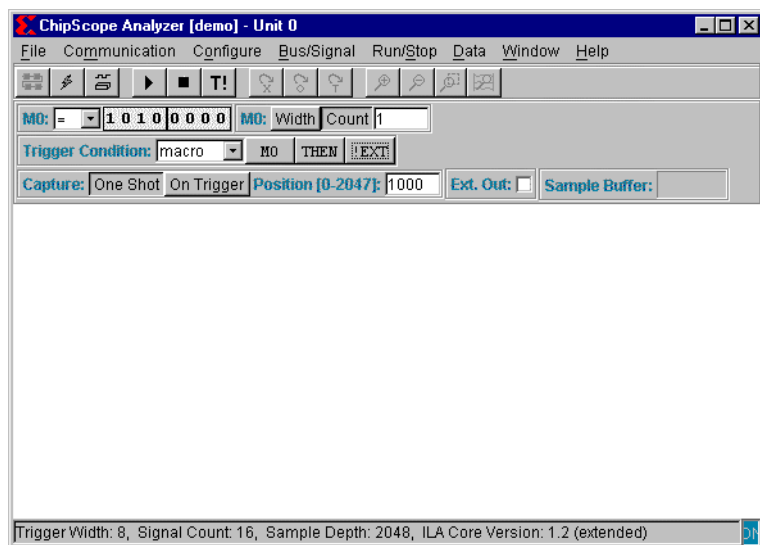 ChipScope Analyzer [demo] - Unit 0
File Communication Configure Bus/Signal Run/Stop Data Window Help
T! X O T
M0: = 1 0 1 0 0 0 0 0 M0: Width Count 1
Trigger Condition: macro M0 THEN !EXT
Capture: One Shot On Trigger Position [0-2047]: 1000 Ext. Out: Sample Buffer:
Trigger Width: 8, Signal Count: 16, Sample Depth: 2048, ILA Core Version: 1.2 (extended)